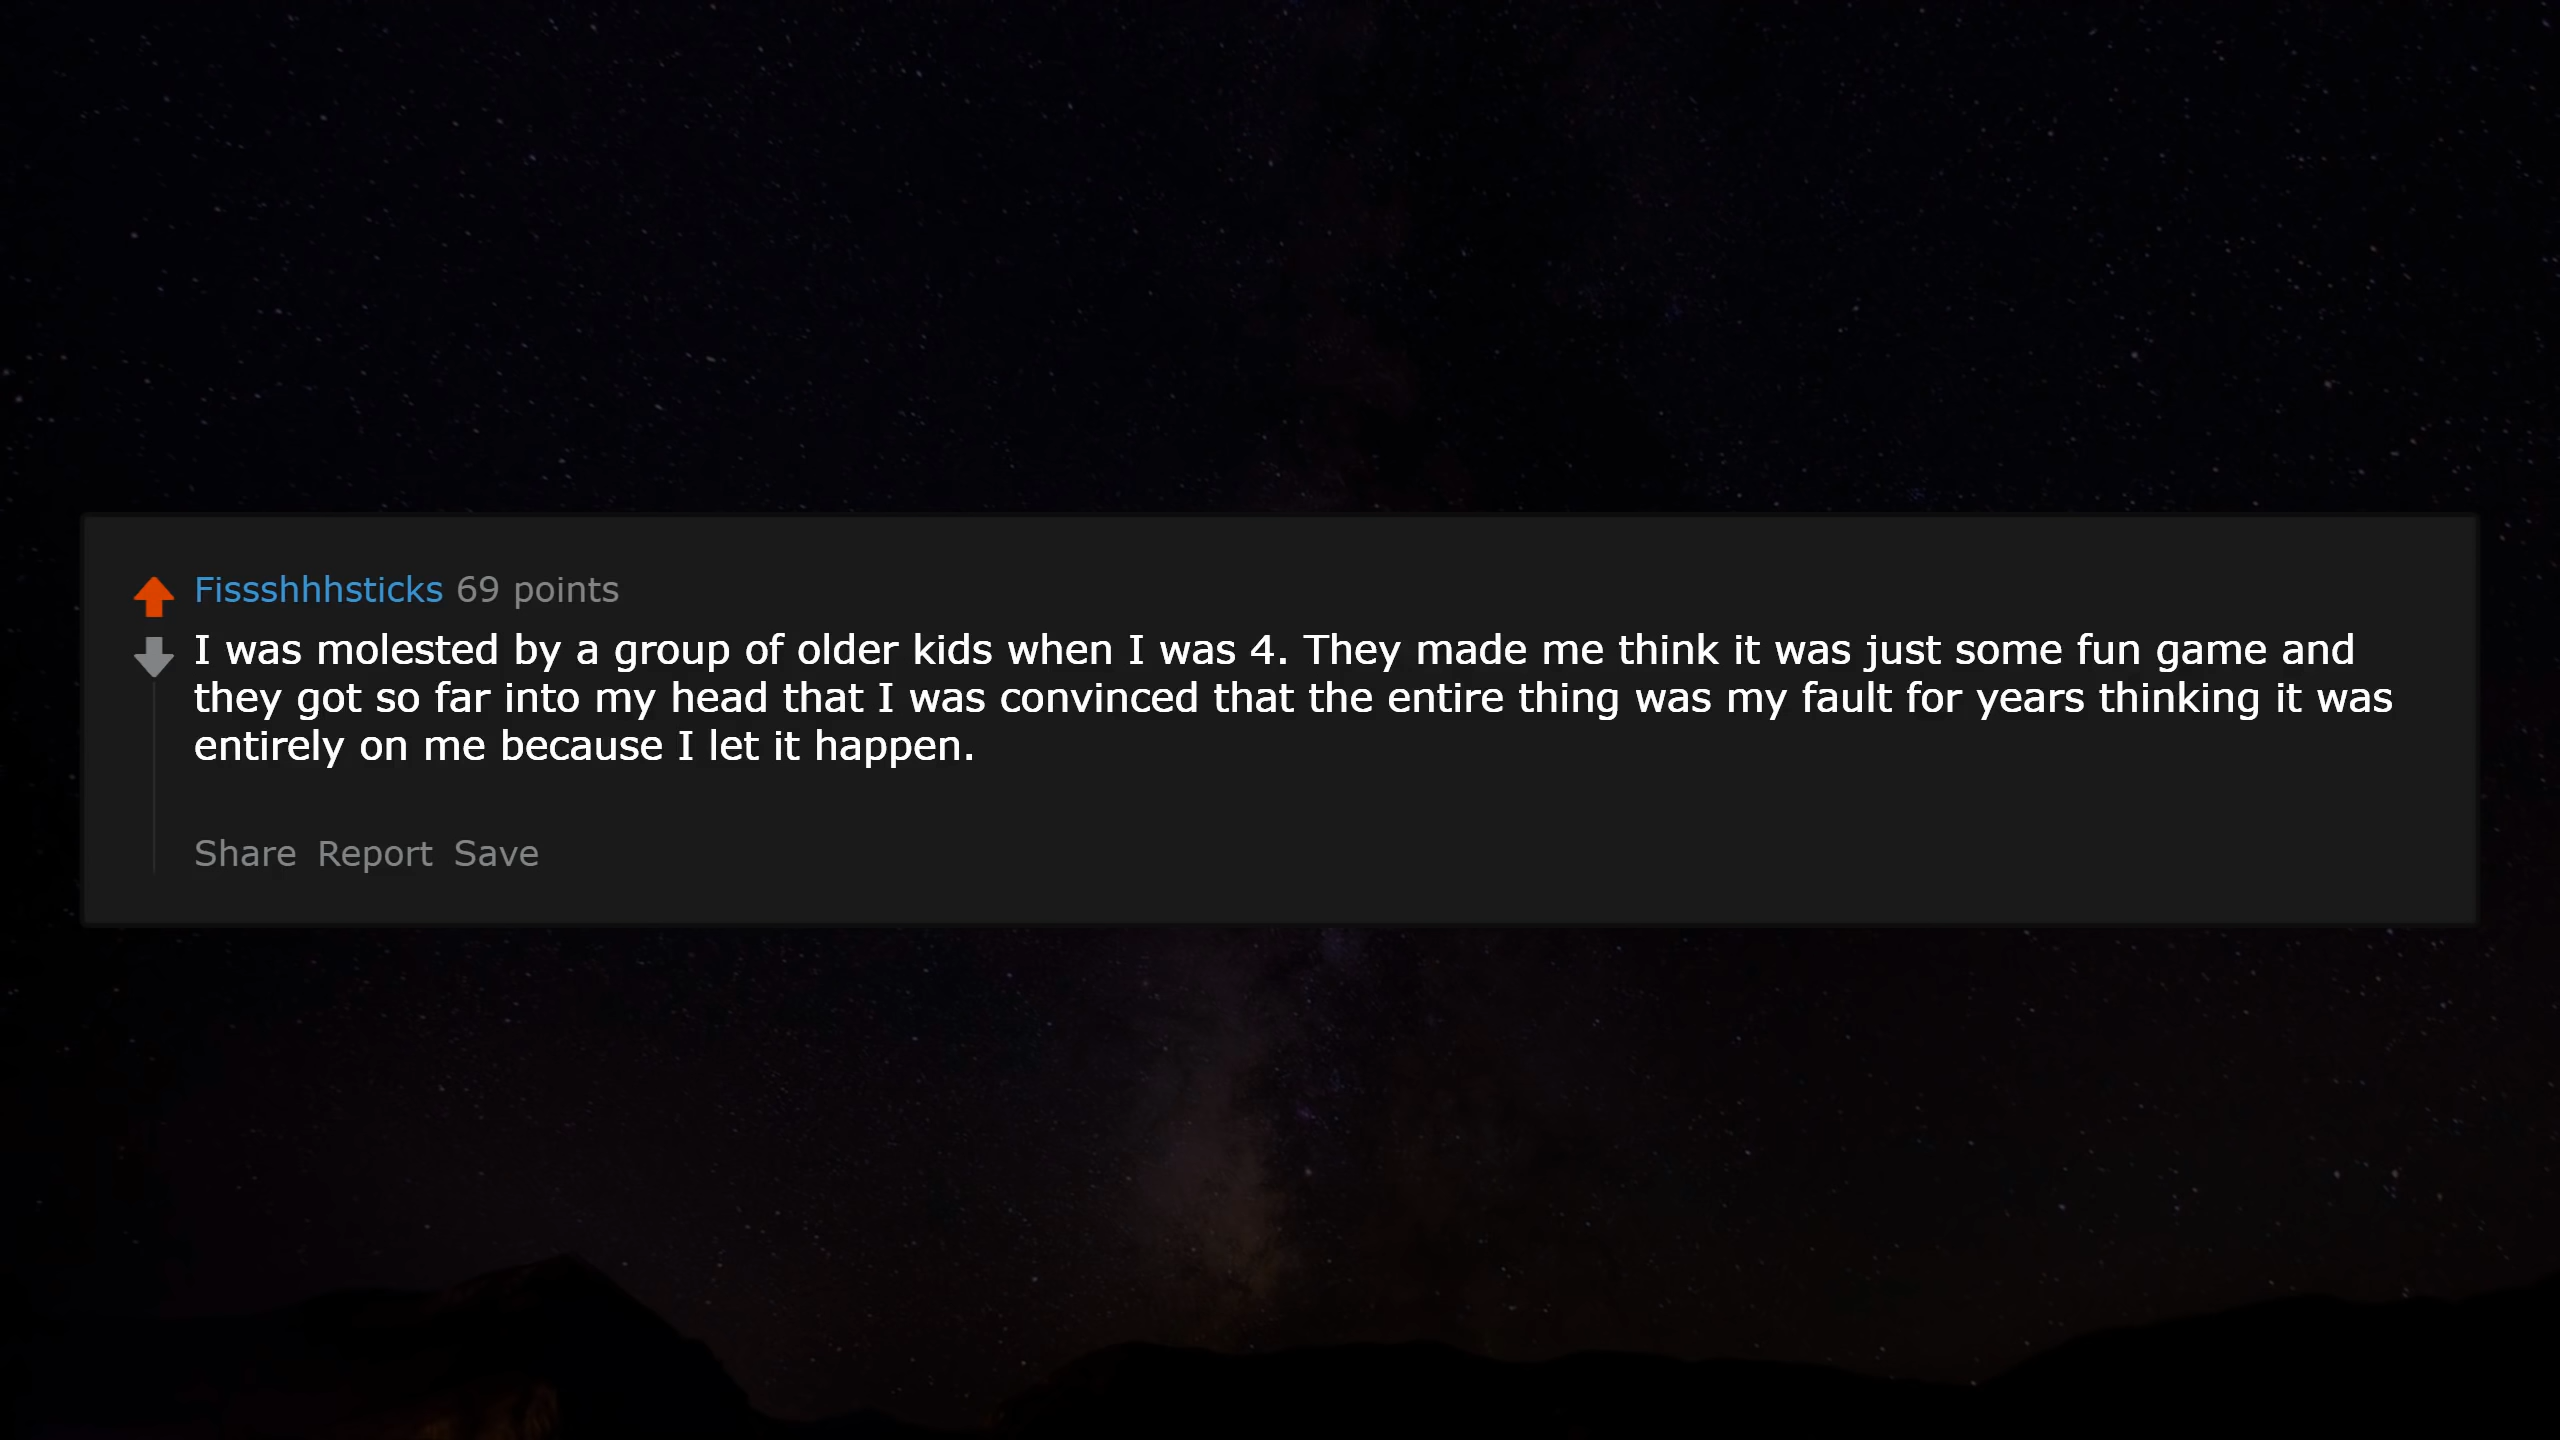 Fissshhhsticks 69 points
I was molested by a group of older kids when I was 4. They made me think it was just some fun game and
they got so far into my head that I was convinced that the entire thing was my fault for years thinking it was
entirely on me because I let it happen.
Share Report Save